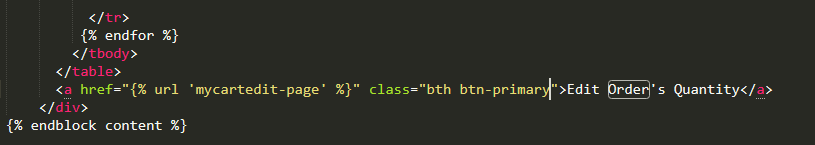 </tr>
{% endfor %}
</tbody>
</table>
<a href="{% url 'mycartedit-page' %}" class="bth btn-primary">Edit Order's Quantity</a>
</div>
{% endblock content %}